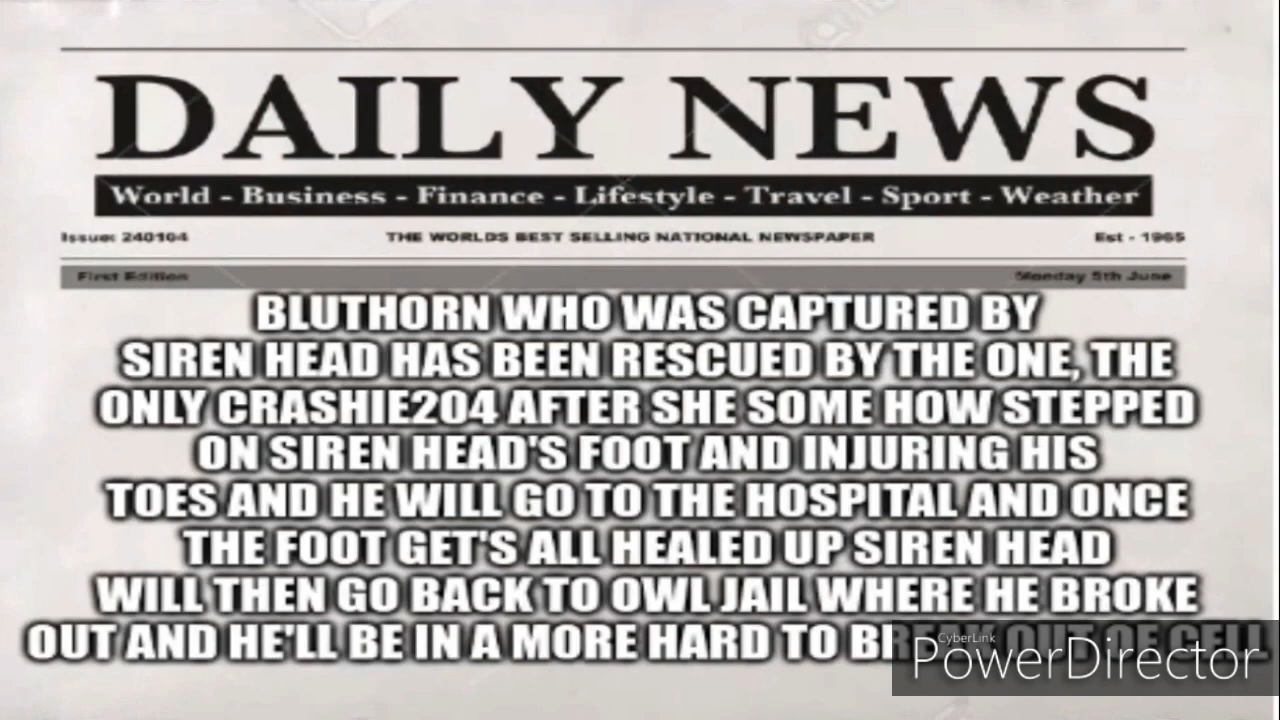 DAILY NEWS
World - Business - Finance - Lifestyle - Travel - Sport - Weather
Issue: 240104 THE WORLDS BEST SELLING NATIONAL NEWSPAPER Est - 1965
First Edition Monday 5th June
BLUTHORN WHO WAS CAPTURED BY
SIREN HEAD HAS BEEN RESCUED BY THE ONE, THE
ONLY CRASHIE204 AFTER SHE SOME HOW STEPPED
ON SIREN HEAD'S FOOT AND INJURING HIS
TOES AND HE WILL GO TO THE HOSPITAL AND ONCE
THE FOOT GET'S ALL HEALED UP SIREN HEAD
WILL THEN GO BACK TO OWL JAIL WHERE HE BROKE
OUT AND HE'LL BE IN A MORE HARD TO BREAK OUT OF CELL
CyberLink
PowerDirector